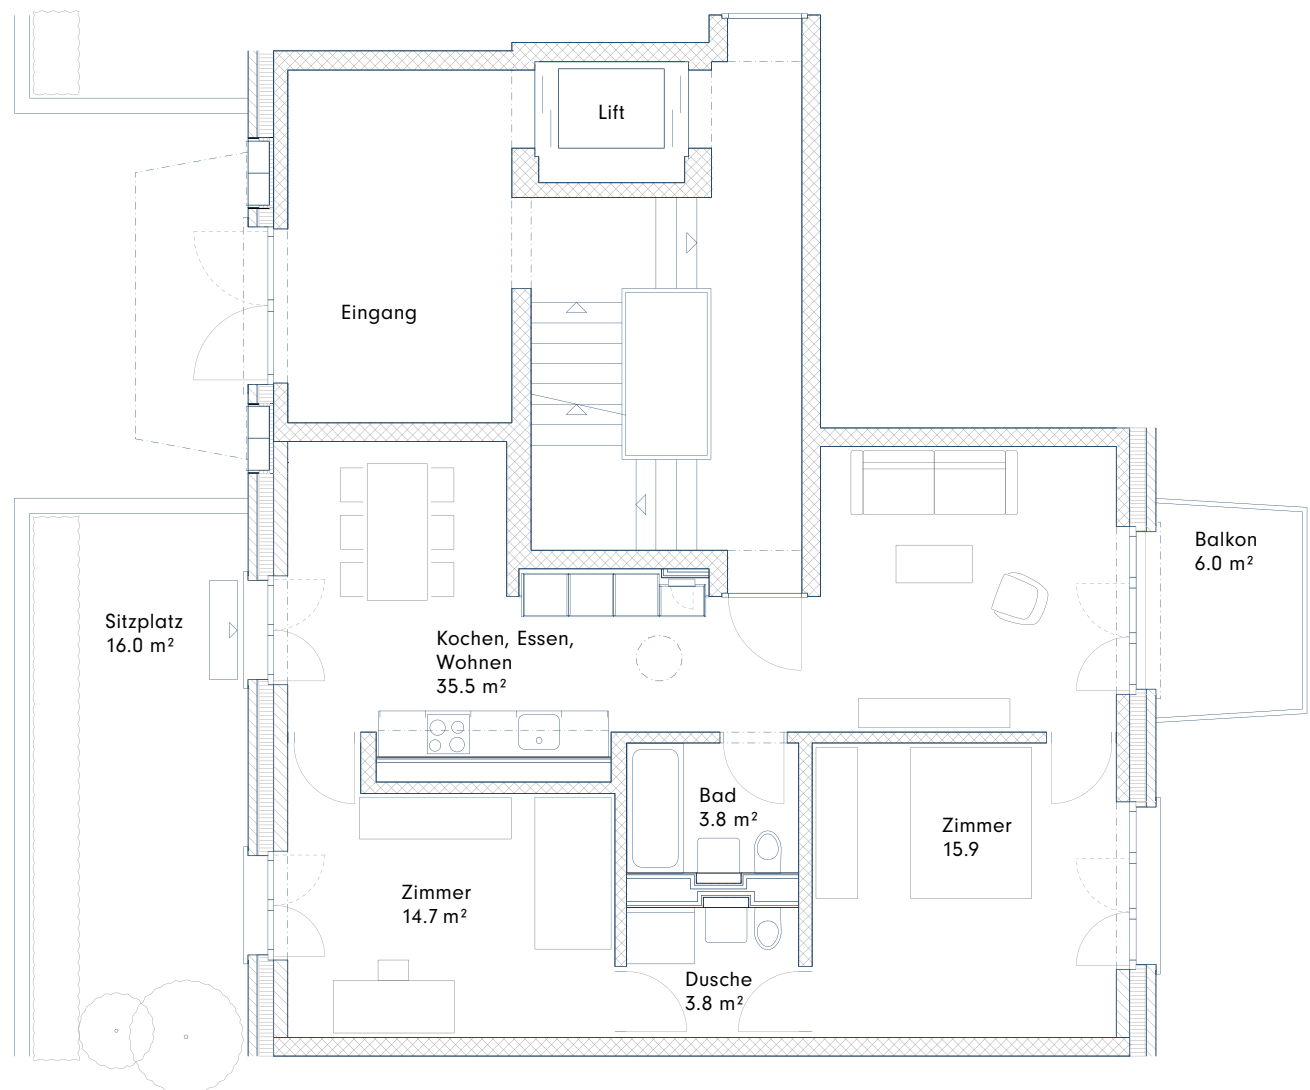 Lift
Eingang
Balkon
6.0 m²
Sitzplatz
16.0 m²
Kochen, Essen,
Wohnen
35.5 m²
Bad
3.8 m²
Zimmer
15.9
Zimmer
14.7 m²
Dusche
3.8 m²